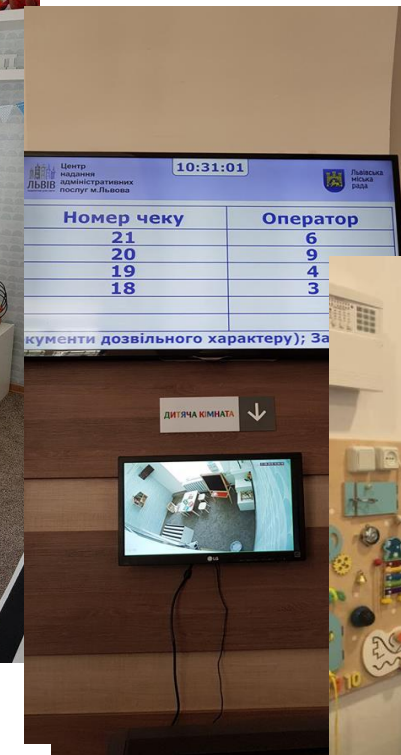 ЛЬВІВ
Центр
надання
адміністративних
послуг м.Львова
10:31:01
Львівська
міська
рада
Номер чеку Оператор
21 6
20 9
19 4
18 3
кументи дозвільного характеру); За
ДИТЯЧА КІМНАТА
LG
10